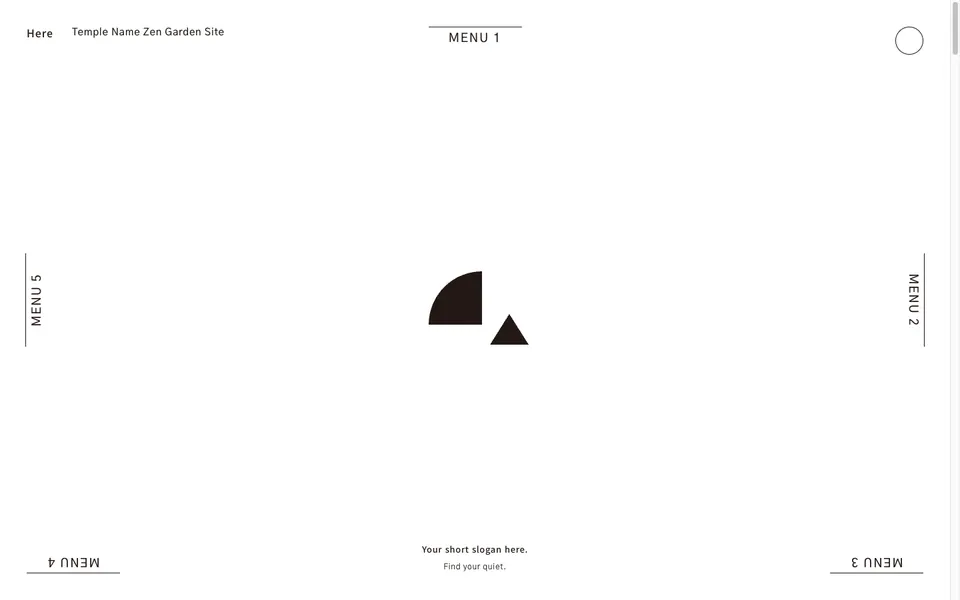 Here
Temple Name Zen Garden Site
MENU 1
MENU 5
MENU 2
Your short slogan here.
Find your quiet.
MENU 4
MENU 3